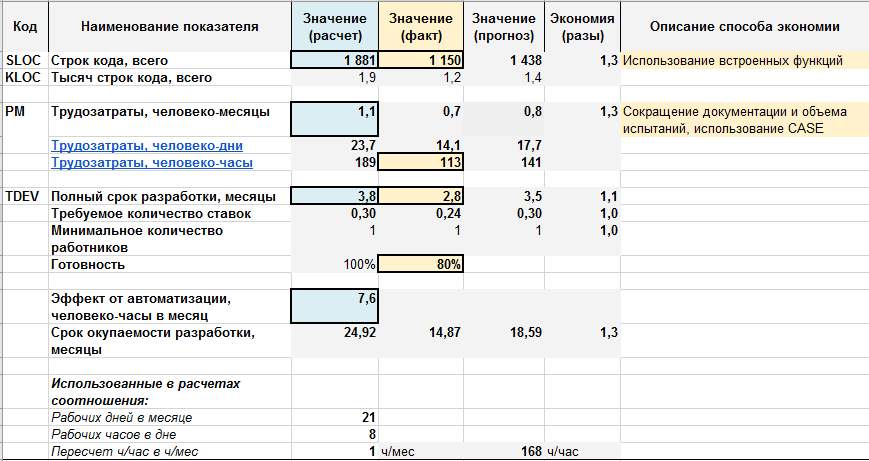 Код Наименование показателя Значение (расчет) Значение (факт) Значение (прогноз) Экономия (разы) Описание способа экономии
SLOC Строк кода, всего 1 881 1 150 1 438 1,3 Использование встроенных функций
KLOC Тысяч строк кода, всего 1,9 1,2 1,4
PM Трудозатраты, человеко-месяцы 1,1 0,7 0,8 1,3 Сокращение документации и объема
испытаний, использование CASE
Трудозатраты, человеко-дни 23,7 14,1 17,7
Трудозатраты, человеко-часы 189 113 141
TDEV Полный срок разработки, месяцы 3,8 2,8 3,5 1,1
Требуемое количество ставок 0,30 0,24 0,30 1,0
Минимальное количество 1 1 1 1,0
работников
Готовность 100% 80%
Эффект от автоматизации, 7,6
человеко-часы в месяц
Срок окупаемости разработки, 24,92 14,87 18,59 1,3
месяцы
Использованные в расчетах
соотношения:
Рабочих дней в месяце 21
Рабочих часов в дне 8
Пересчет ч/час в ч/мес 1 ч/мес 168 ч/час